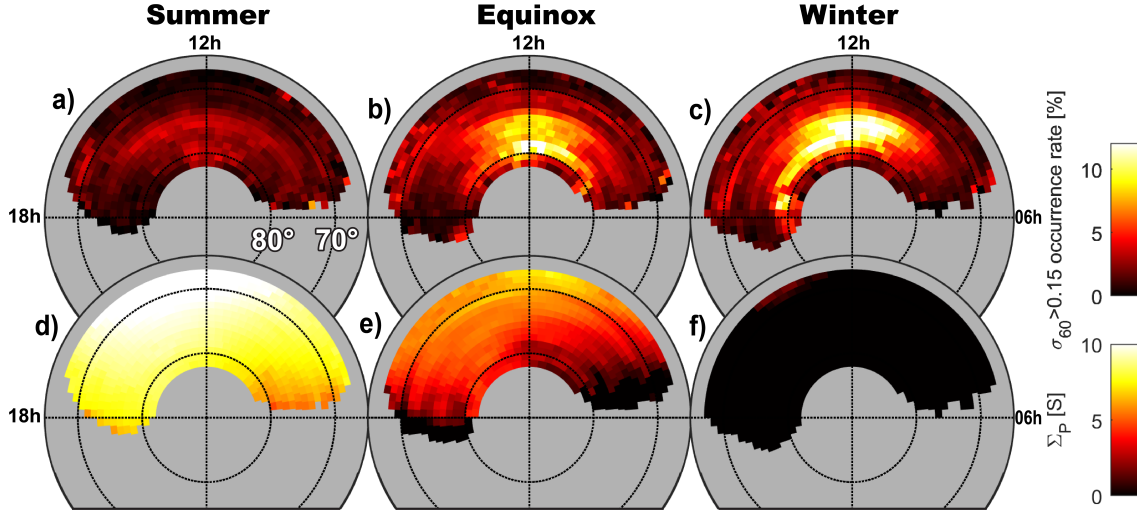 Summer Equinox Winter
12h 12h 12h
a) b) c)
18h 06h
80° 70°
σ60>0.15 occurrence rate [%]
10
5
0
d) e) f)
18h 06h
ΣP [S]
10
5
0